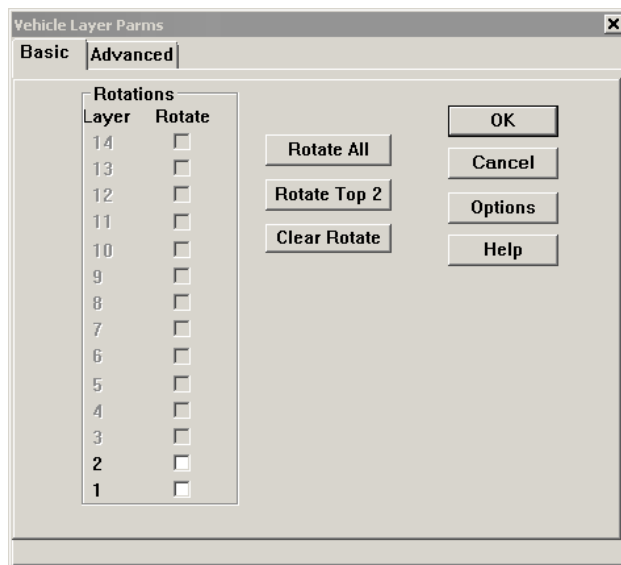 Vehicle Layer Parms
Basic Advanced
Rotations
Layer Rotate
14
13
12
11
10
9
8
7
6
5
4
3
2
1
Rotate All
Rotate Top 2
Clear Rotate
OK
Cancel
Options
Help